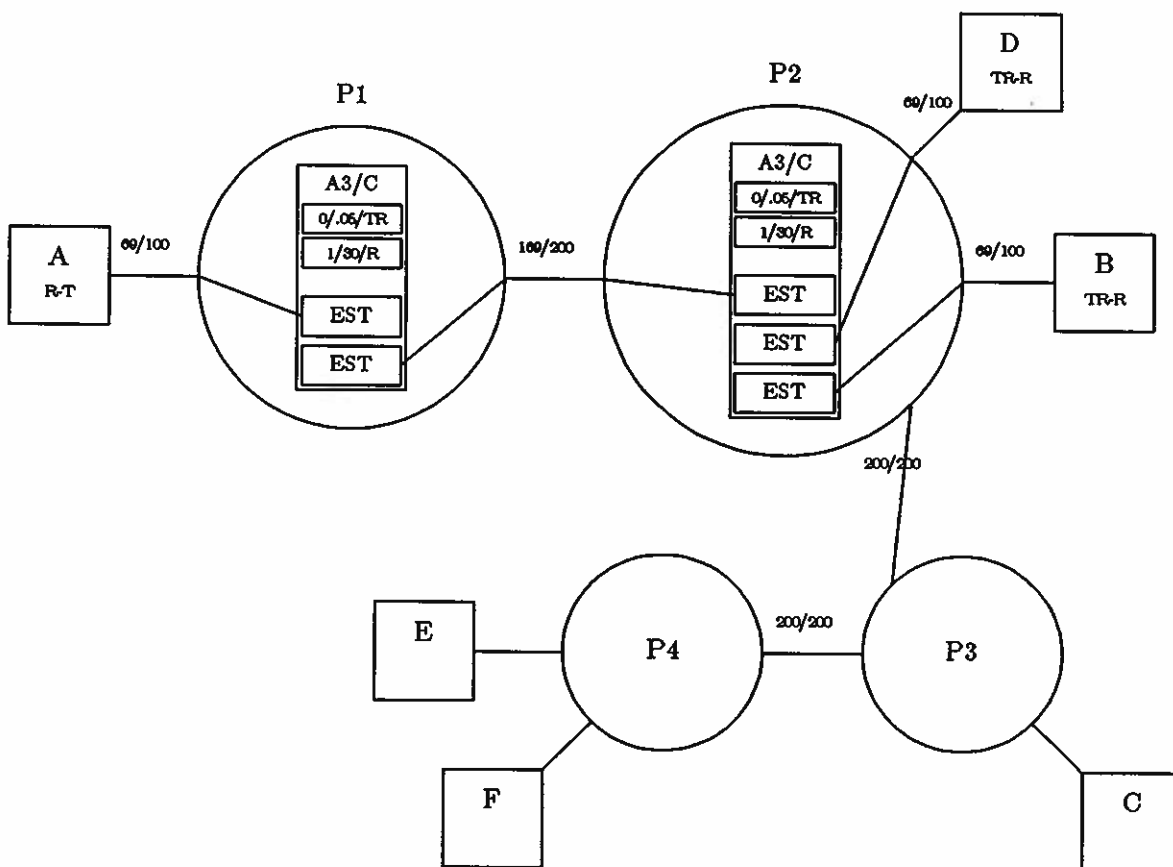 D
TR-R
P2
69/100
P1
A3/C
0/.05/TR
1/30/R
EST
EST
EST
A3/C
0/.05/TR
1/30/R
EST
EST
A
R-T
69/100
169/200
69/100
B
TR-R
200/200
E
P4
200/200
P3
F
C